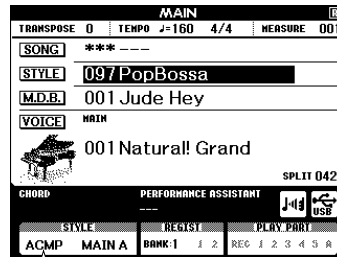 MAIN
TRANSPOSE 0 TEMPO ♩=160 4/4 MEASURE 001
SONG *** ---
STYLE 097 PopBossa
M.D.B. 001 Jude Hey
VOICE MAIN
001 Natural! Grand
SPLIT 042
CHORD PERFORMANCE ASSISTANT
---
USB
STYLE REGIST PLAY PART
ACMP MAIN A BANK:1 1 2 REC 1 2 3 4 5 A